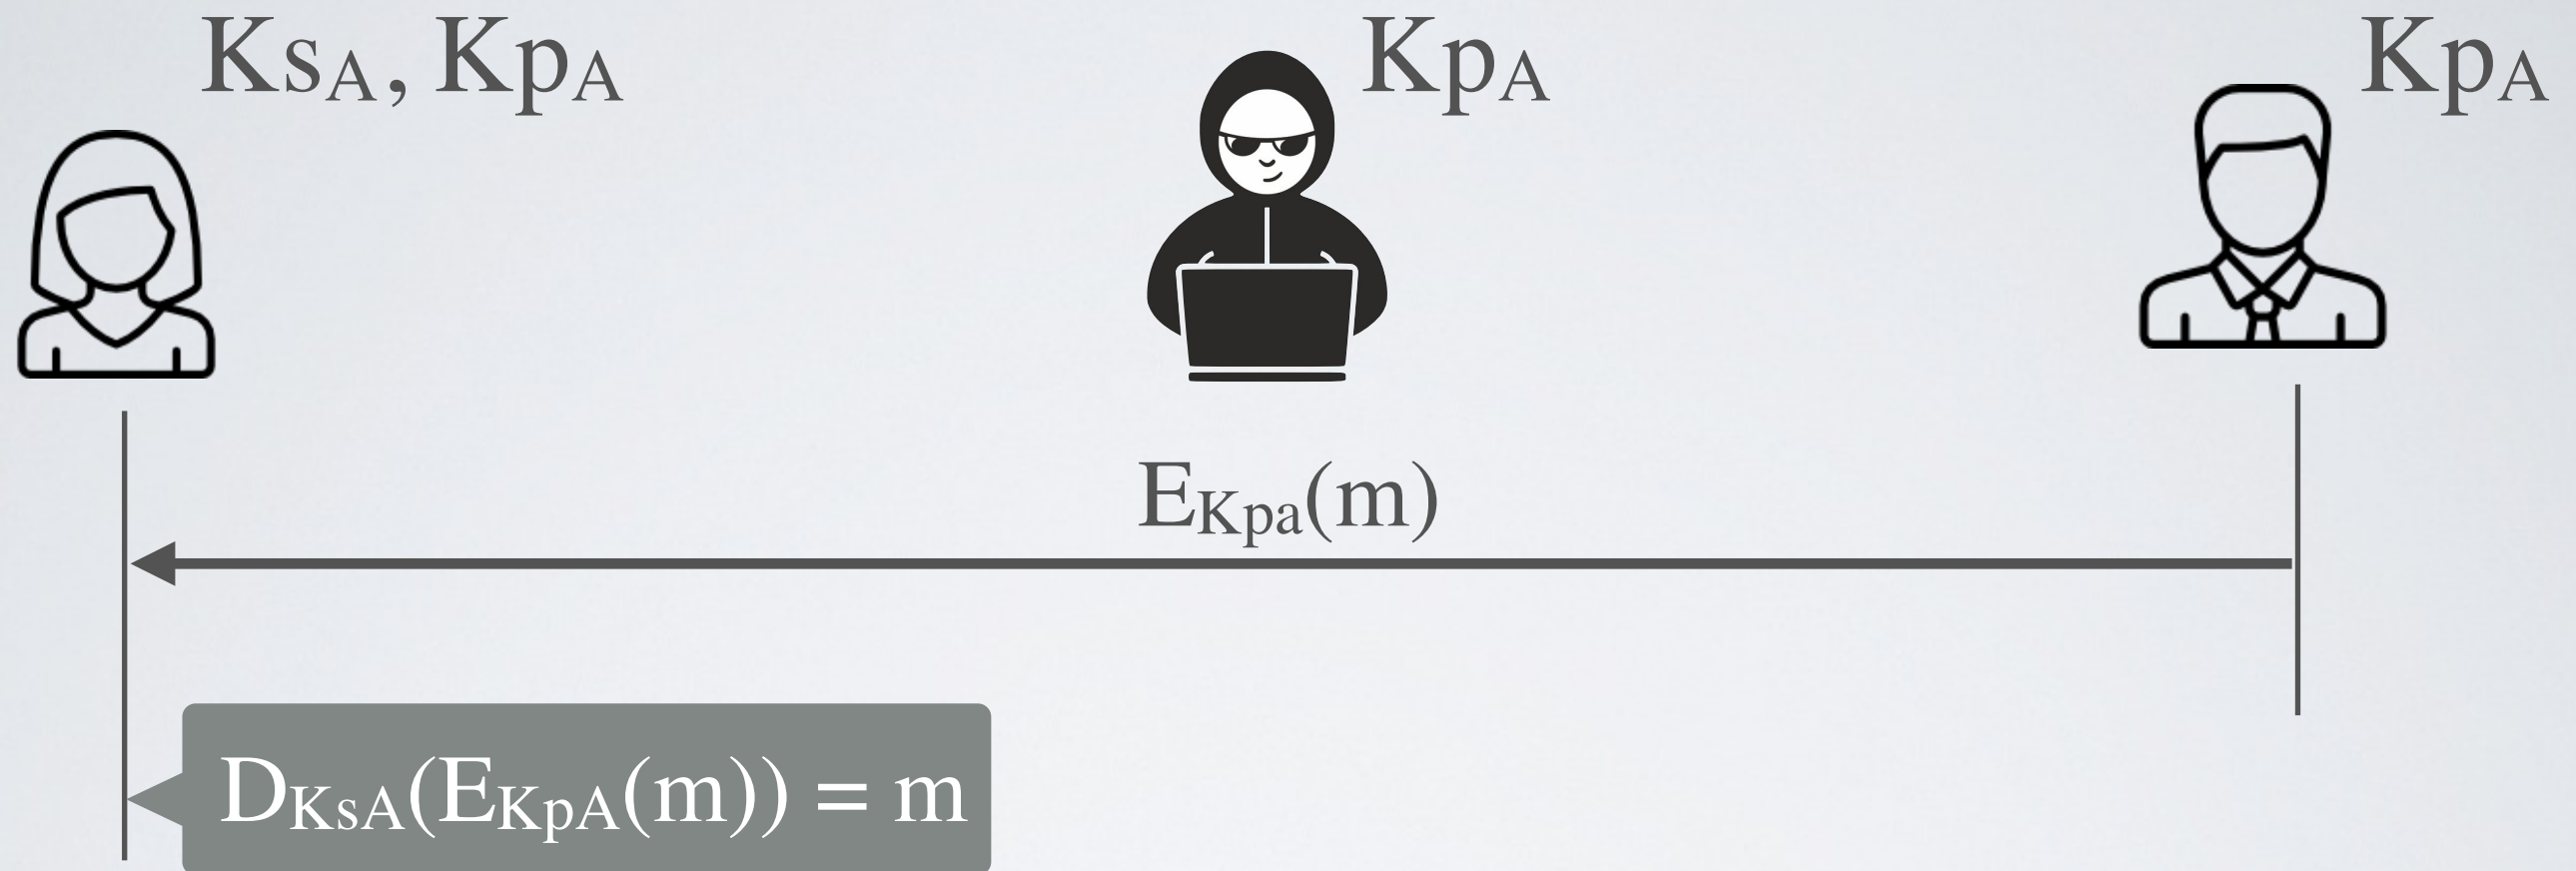 KsA, KpA
KpA
KpA
EKpa(m)
DKsA(EKpA(m)) = m